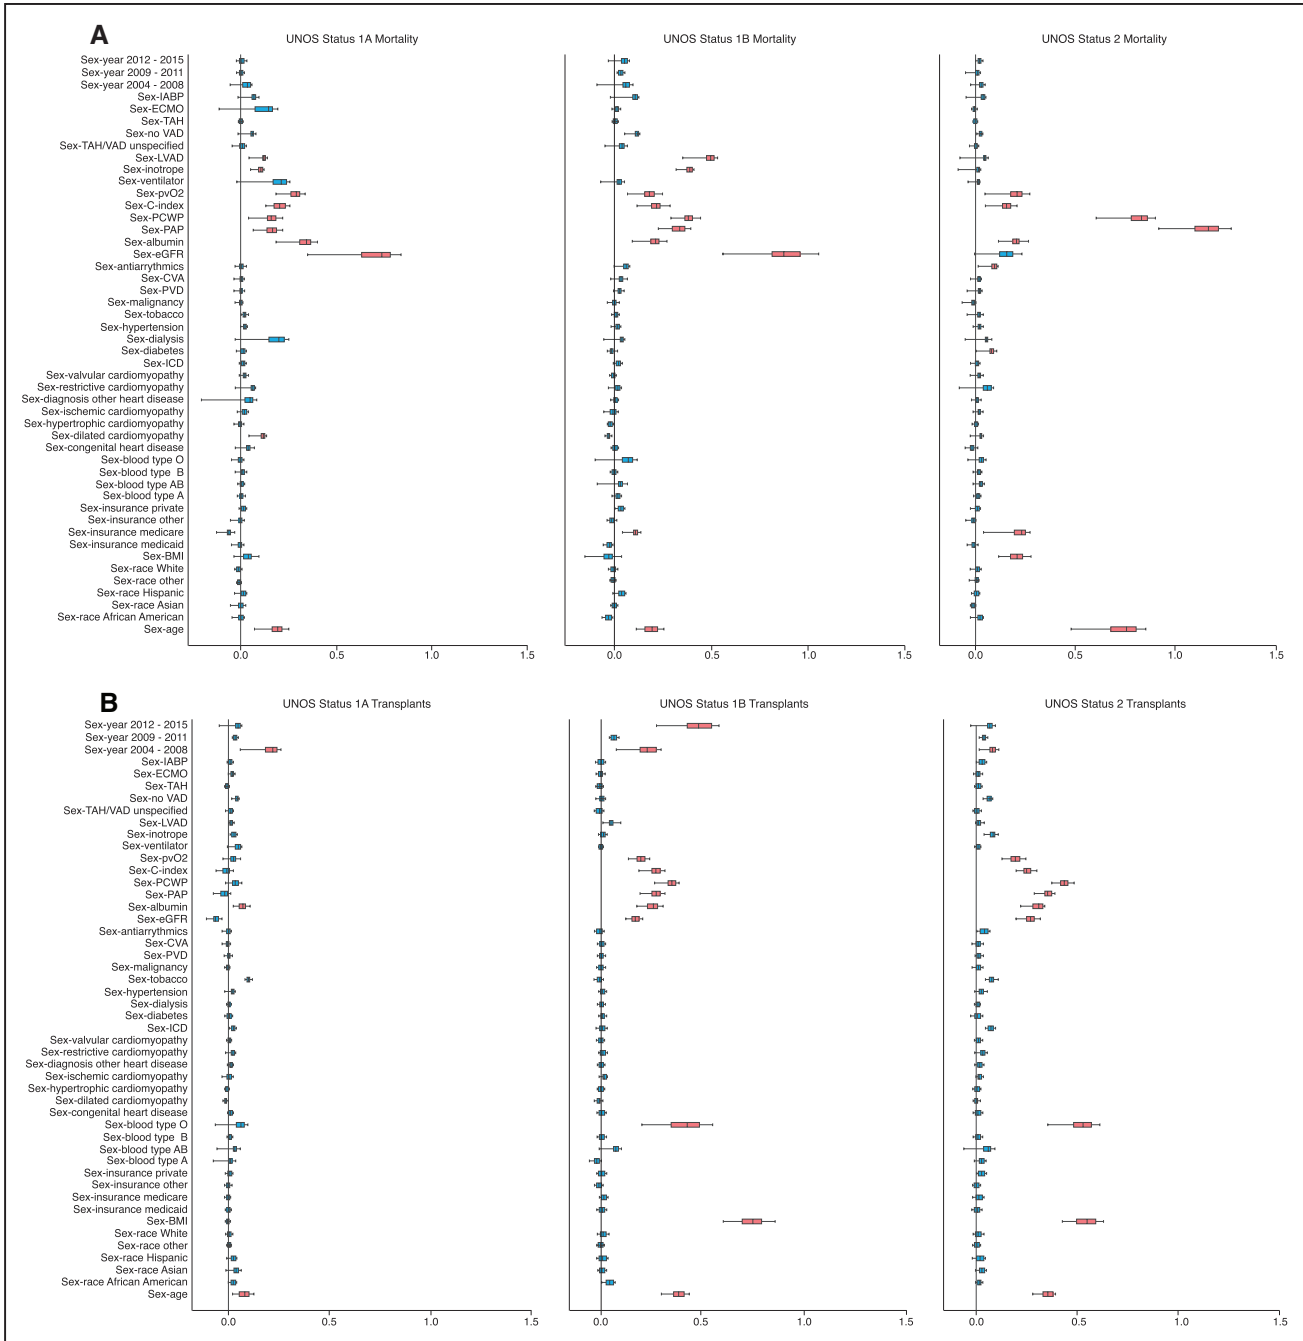 A
UNOS Status 1A Mortality
UNOS Status 1B Mortality
UNOS Status 2 Mortality
Sex-year 2012 - 2015
Sex-year 2009 - 2011
Sex-year 2004 - 2008
Sex-IABP
Sex-ECMO
Sex-TAH
Sex-no VAD
Sex-TAH/VAD unspecified
Sex-LVAD
Sex-inotrope
Sex-ventilator
Sex-pvO2
Sex-C-index
Sex-PCWP
Sex-PAP
Sex-albumin
Sex-eGFR
Sex-antiarrythmics
Sex-CVA
Sex-PVD
Sex-malignancy
Sex-tobacco
Sex-hypertension
Sex-dialysis
Sex-diabetes
Sex-ICD
Sex-valvular cardiomyopathy
Sex-restrictive cardiomyopathy
Sex-diagnosis other heart disease
Sex-ischemic cardiomyopathy
Sex-hypertrophic cardiomyopathy
Sex-dilated cardiomyopathy
Sex-congenital heart disease
Sex-blood type O
Sex-blood type B
Sex-blood type AB
Sex-blood type A
Sex-insurance private
Sex-insurance other
Sex-insurance medicare
Sex-insurance medicaid
Sex-BMI
Sex-race White
Sex-race other
Sex-race Hispanic
Sex-race Asian
Sex-race African American
Sex-age
0.0 0.5 1.0 1.5
0.0 0.5 1.0 1.5
0.0 0.5 1.0 1.5
B
UNOS Status 1A Transplants
UNOS Status 1B Transplants
UNOS Status 2 Transplants
Sex-year 2012 - 2015
Sex-year 2009 - 2011
Sex-year 2004 - 2008
Sex-IABP
Sex-ECMO
Sex-TAH
Sex-no VAD
Sex-TAH/VAD unspecified
Sex-LVAD
Sex-inotrope
Sex-ventilator
Sex-pvO2
Sex-C-index
Sex-PCWP
Sex-PAP
Sex-albumin
Sex-eGFR
Sex-antiarrythmics
Sex-CVA
Sex-PVD
Sex-malignancy
Sex-tobacco
Sex-hypertension
Sex-dialysis
Sex-diabetes
Sex-ICD
Sex-valvular cardiomyopathy
Sex-restrictive cardiomyopathy
Sex-diagnosis other heart disease
Sex-ischemic cardiomyopathy
Sex-hypertrophic cardiomyopathy
Sex-dilated cardiomyopathy
Sex-congenital heart disease
Sex-blood type O
Sex-blood type B
Sex-blood type AB
Sex-blood type A
Sex-insurance private
Sex-insurance other
Sex-insurance medicare
Sex-insurance medicaid
Sex-BMI
Sex-race White
Sex-race other
Sex-race Hispanic
Sex-race Asian
Sex-race African American
Sex-age
0.0 0.5 1.0 1.5
0.0 0.5 1.0 1.5
0.0 0.5 1.0 1.5